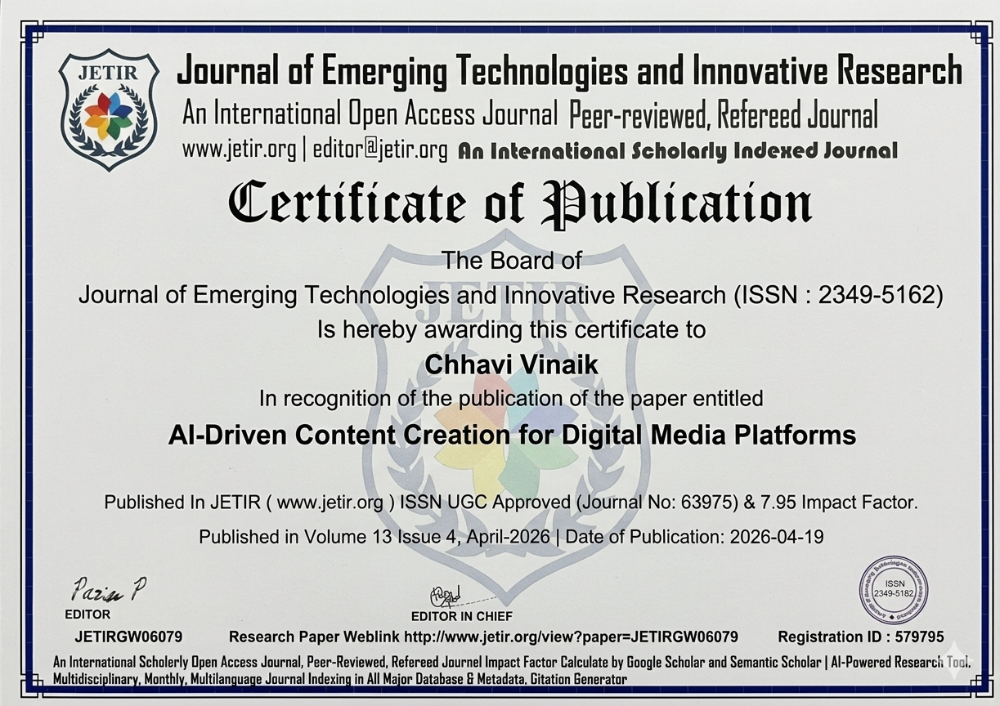 JETIR
Journal of Emerging Technologies and Innovative Research
An International Open Access Journal Peer-reviewed, Refereed Journal
www.jetir.org | editor@jetir.org An International Scholarly Indexed Journal
Certificate of Publication
The Board of
Journal of Emerging Technologies and Innovative Research (ISSN : 2349-5162)
Is hereby awarding this certificate to
Chhavi Vinaik
In recognition of the publication of the paper entitled
AI-Driven Content Creation for Digital Media Platforms
JETIR
Published In JETIR ( www.jetir.org ) ISSN UGC Approved (Journal No: 63975) & 7.95 Impact Factor.
Published in Volume 13 Issue 4, April-2026 | Date of Publication: 2026-04-19
EDITOR
EDITOR IN CHIEF
ISSN
2349-5182
JETIRGW06079
Research Paper Weblink http://www.jetir.org/view?paper=JETIRGW06079
Registration ID : 579795
An International Scholerly Open Access Journal, Peer-Reviewed, Refereed Journel Impact Factor Calculate by Google Scholar and Semantic Scholar | AI-Powered Research Tool.
Multidisciplinary, Monthly, Multilanguage Journal Indexing in All Major Database & Metadata, Citation Generator